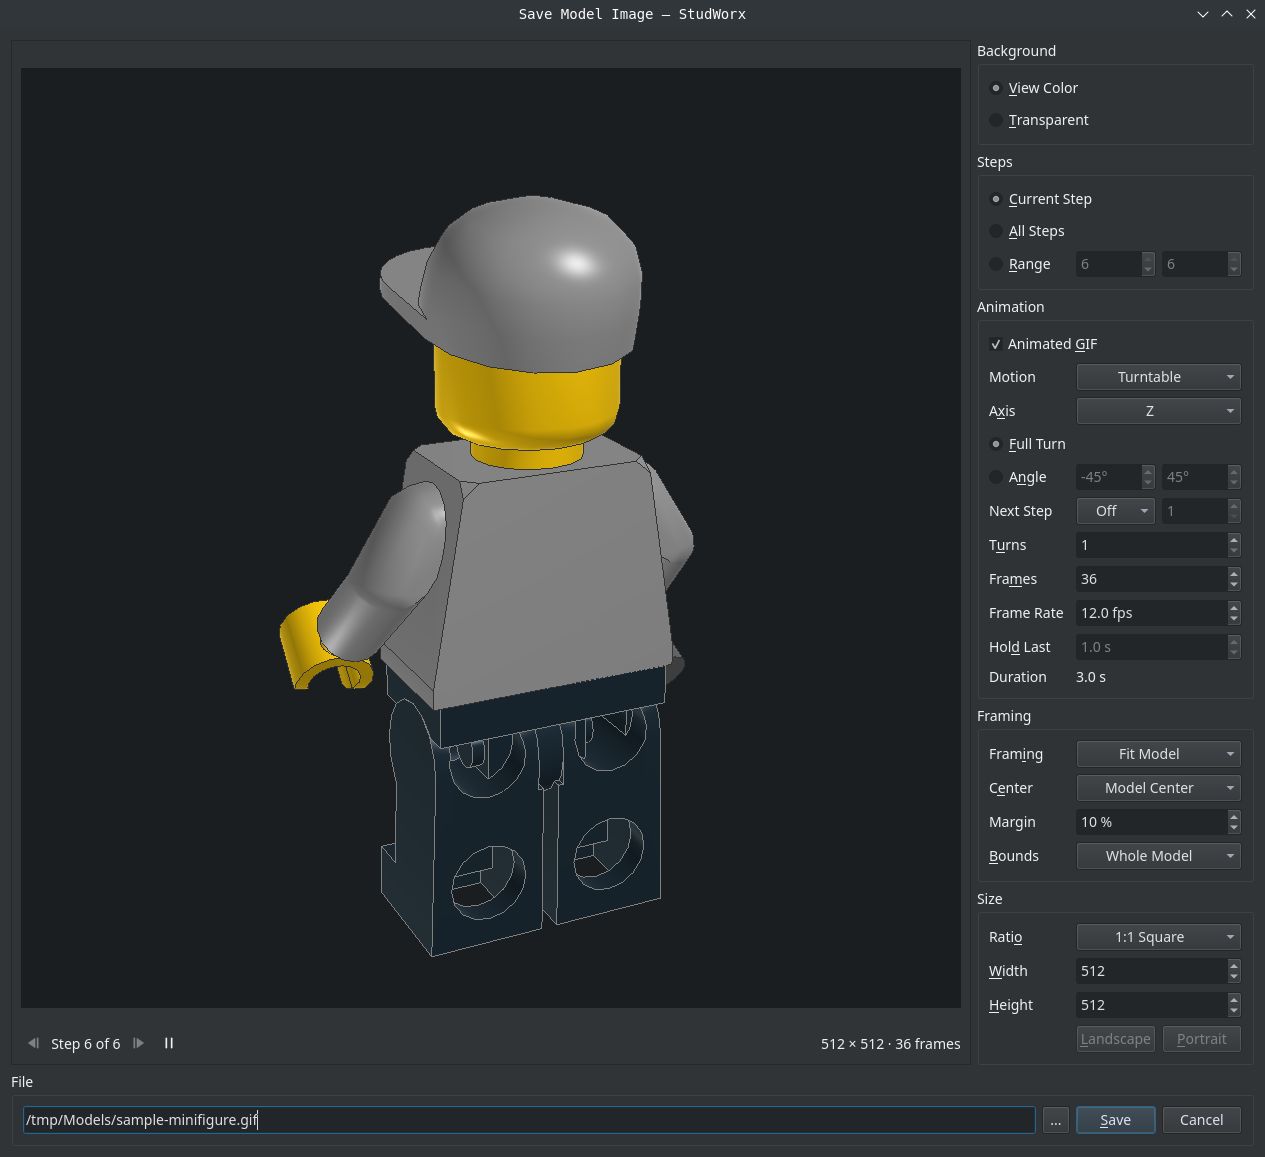 Save Model Image — StudWorx
Background
View Color
Transparent
Steps
Current Step
All Steps
Range 6 6
Animation
Animated GIF
Motion Turntable
Axis Z
Full Turn
Angle -45° 45°
Next Step Off 1
Turns 1
Frames 36
Frame Rate 12.0 fps
Hold Last 1.0 s
Duration 3.0 s
Framing
Framing Fit Model
Center Model Center
Margin 10 %
Bounds Whole Model
Size
Ratio 1:1 Square
Width 512
Height 512
Landscape Portrait
Step 6 of 6
512 × 512 · 36 frames
File
/tmp/Models/sample-minifigure.gif ... Save Cancel